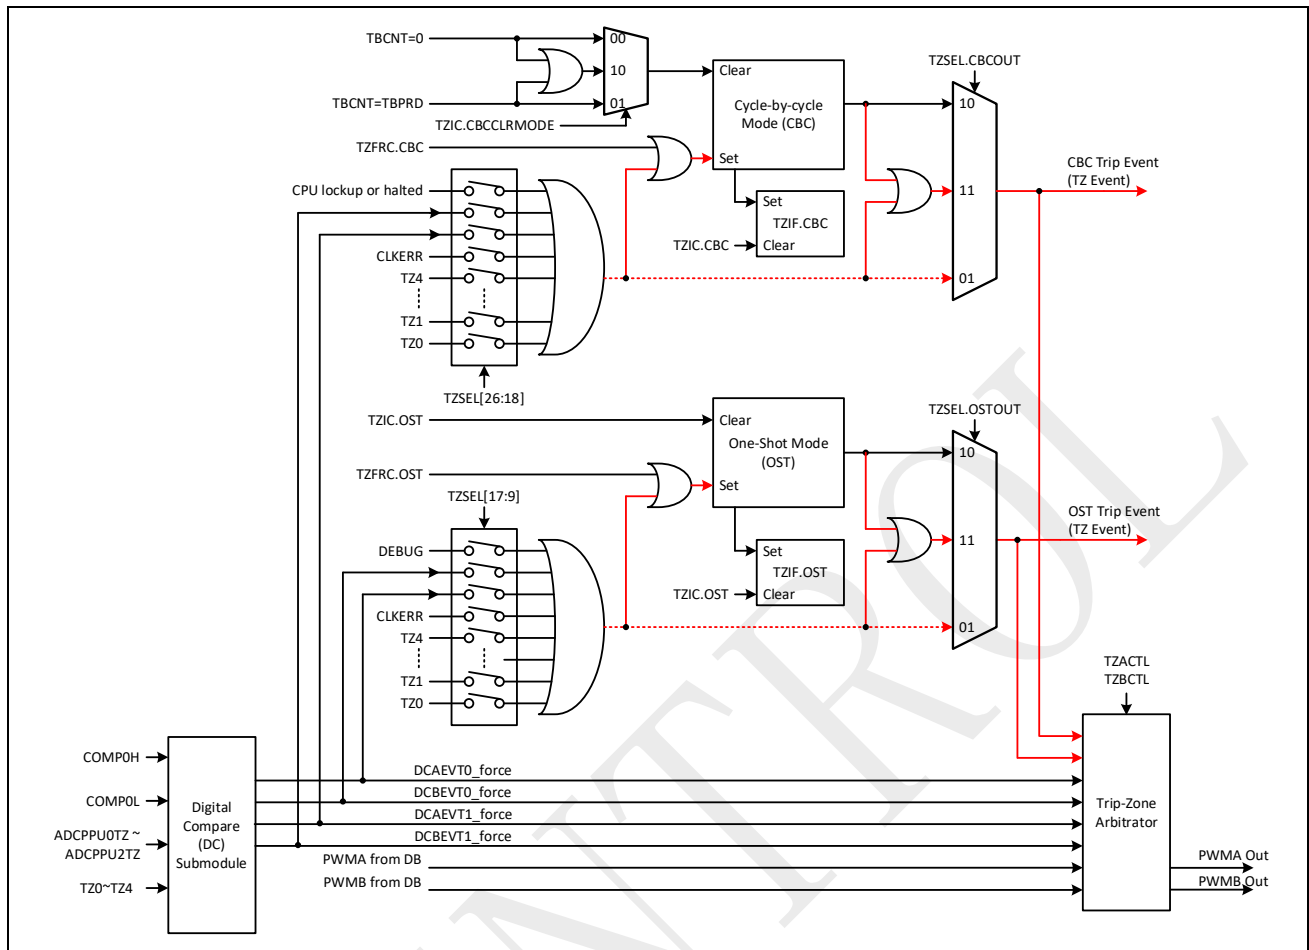 TBCNT=0
00
10
TBCNT=TBPRD
01
TZIC.CBCCLRMODE
Clear
Cycle-by-cycle
Mode (CBC)
Set
TZSEL.CBCOUT
10
11
01
CBC Trip Event
(TZ Event)
TZFRC.CBC
Set
TZIF.CBC
Clear
TZIC.CBC
CPU lockup or halted
CLKERR
TZ4
TZ1
TZ0
TZSEL[26:18]
TZIC.OST
Clear
One-Shot Mode
(OST)
Set
TZSEL.OSTOUT
10
11
01
OST Trip Event
(TZ Event)
TZFRC.OST
TZSEL[17:9]
Set
TZIF.OST
Clear
TZIC.OST
DEBUG
CLKERR
TZ4
TZ1
TZ0
TZACTL
TZBCTL
COMP0H
COMP0L
ADCPPU0TZ ~
ADCPPU2TZ
TZ0~TZ4
Digital
Compare
(DC)
Submodule
DCAEVT0_force
DCBEVT0_force
DCAEVT1_force
DCBEVT1_force
PWMA from DB
PWMB from DB
Trip-Zone
Arbitrator
PWMA Out
PWMB Out
NTROL